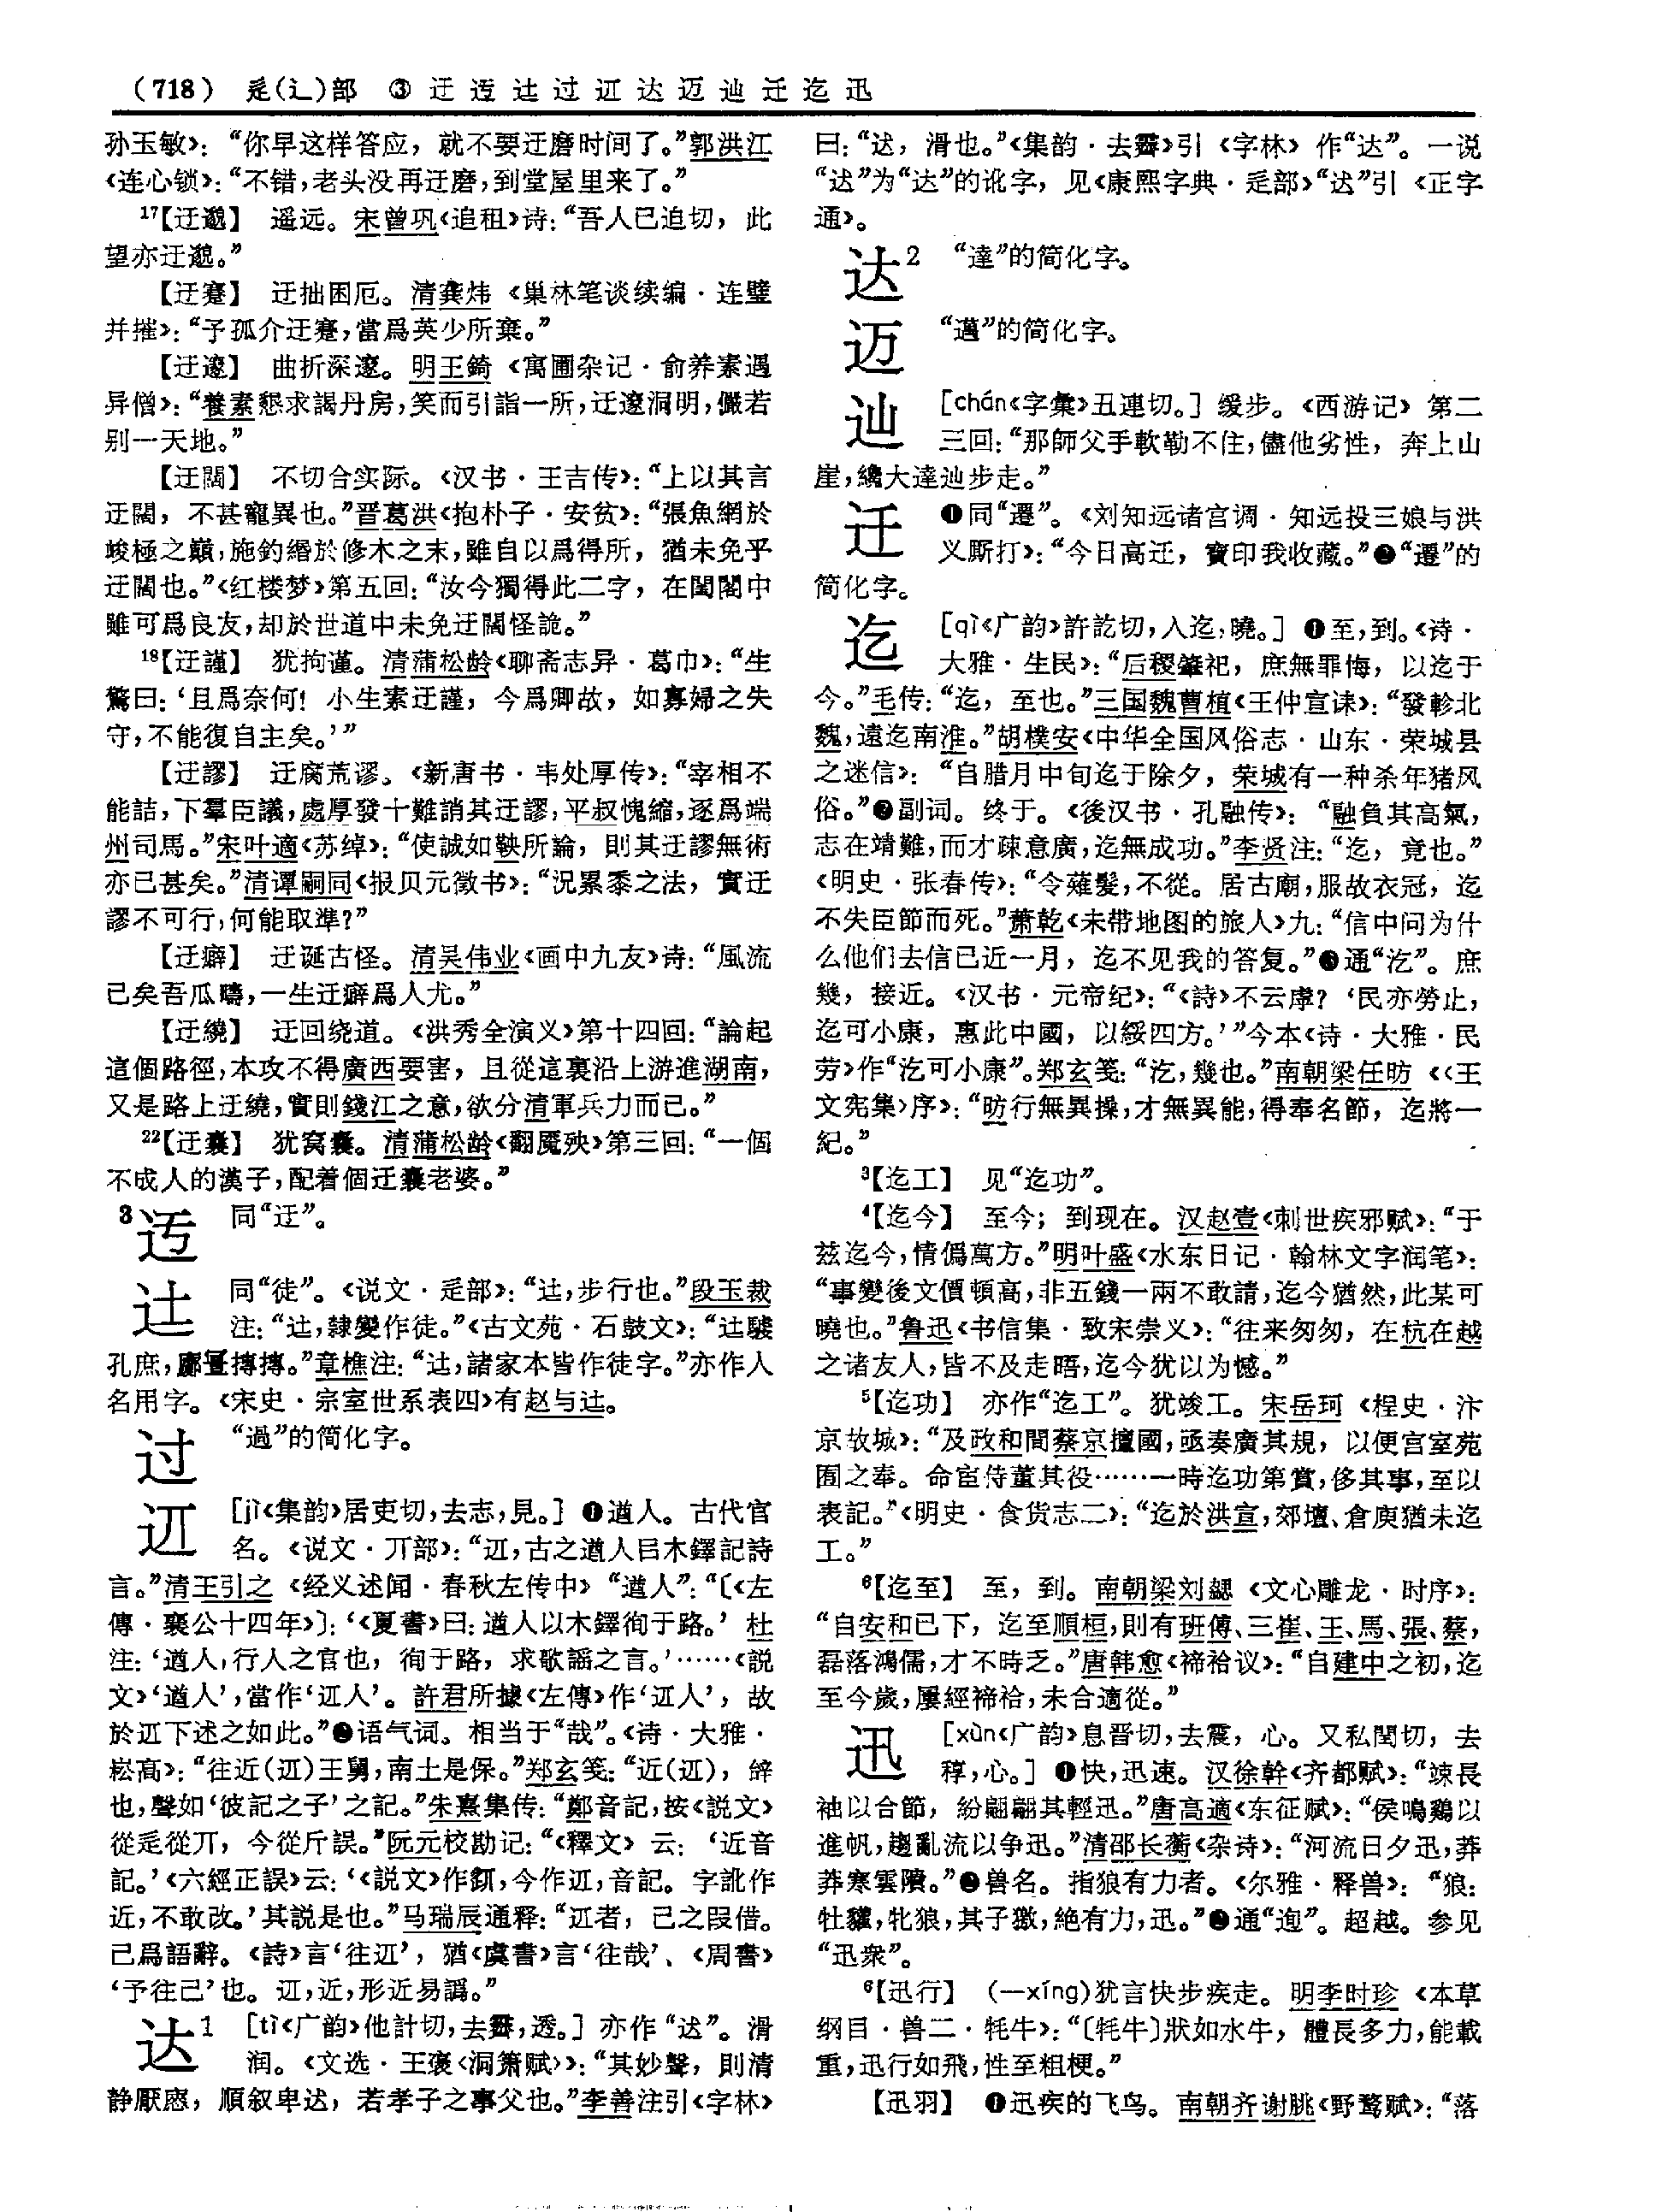 （718） 辵(辶)部 ③ 迂 迃 辻 过 辺 达 迈 辿 迁 迄 迅
孙玉敏》：“你早这样答应，就不要迂磨时间了。”郭洪江
《连心锁》：“不错，老头没再迂磨，到堂屋里来了。”
¹⁷【迂邈】 遥远。宋曾巩《追租》诗：“吾人已迫切，此
望亦迂邈。”
【迂蹇】 迂拙困厄。清龚炜《巢林笔谈续编·连璧
并摧》：“予孤介迂蹇，當爲英少所棄。”
【迂邃】 曲折深邃。明王錡《寓圃杂记·俞养素遇
异僧》：“養素懇求謁丹房，笑而引詣一所，迂邃洞明，儼若
别一天地。”
【迂闊】 不切合实际。《汉书·王吉传》：“上以其言
迂闊，不甚寵異也。”晋葛洪《抱朴子·安贫》：“張魚網於
峻極之巔，施釣緡於修木之末，雖自以爲得所，猶未免乎
迂闊也。”《红楼梦》第五回：“汝今獨得此二字，在閨閣中
雖可爲良友，却於世道中未免迂闊怪詭。”
¹⁸【迂謹】 犹拘谨。清蒲松龄《聊斋志异·葛巾》：“生
驚曰：‘且爲奈何！小生素迂謹，今爲卿故，如寡婦之失
守，不能復自主矣。’”
【迂謬】 迂腐荒谬。《新唐书·韦处厚传》：“宰相不
能詰，下羣臣議，處厚發十難誚其迂謬，平叔愧縮，逐爲端
州司馬。”宋叶適《苏绰》：“使誠如鞅所論，則其迂謬無術
亦已甚矣。”清谭嗣同《报贝元徵书》：“況累黍之法，實迂
謬不可行，何能取準？”
【迂癖】 迂诞古怪。清吴伟业《画中九友》诗：“風流
已矣吾瓜疇，一生迂癖爲人尤。”
【迂繞】 迂回绕道。《洪秀全演义》第十四回：“論起
這個路徑，本攻不得廣西要害，且從這裏沿上游進湖南，
又是路上迂繞，實則錢江之意，欲分清軍兵力而已。”
²²【迂囊】 犹窝囊。清蒲松龄《翻魇殃》第三回：“一個
不成人的漢子，配着個迂囊老婆。”
3迃 同“迂”。
辻 同“徒”。《说文·辵部》：“辻，步行也。”段玉裁
注：“辻，隸變作徒。”《古文苑·石鼓文》：“辻騣
孔庶，廓䡴摶摶。”章樵注：“辻，諸家本皆作徒字。”亦作人
名用字。《宋史·宗室世系表四》有赵与辻。
过 “過”的简化字。
䢋 [jì《集韵》居吏切，去志，見。] ❶遒人。古代官
名。《说文·丌部》：“䢋，古之遒人㠯木鐸記詩
言。”清王引之《经义述闻·春秋左传中》“遒人”：“〔《左
傳·襄公十四年》〕：‘《夏書》曰：遒人以木鐸徇于路。’杜
注：‘遒人，行人之官也，徇于路，求歌謡之言。’……《説
文》‘遒人’，當作‘䢋人’。許君所據《左傳》作‘䢋人’，故
於䢋下述之如此。”❷语气词。相当于“哉”。《诗·大雅·
崧高》：“往近(䢋)王舅，南土是保。”郑玄笺：“近(䢋)，辭
也，聲如‘彼記之子’之記。”朱熹集传：“鄭音記，按《説文》
從辵從丌，今從斤誤。”阮元校勘记：“《釋文》云：‘近音
記。’《六經正誤》云：‘《説文》作䢋，今作䢋，音記。字訛作
近，不敢改。’其説是也。”马瑞辰通释：“䢋者，己之叚借。
己爲語辭。《詩》言‘往䢋’，猶《虞書》言‘往哉’、《周書》
‘予往己’也。䢋，近，形近易譌。”
达¹ [tì《广韵》他計切，去霽，透。] 亦作“迖”。滑
润。《文选·王褒〈洞箫赋〉》：“其妙聲，則清
静厭㥷，順叙卑迖，若孝子之事父也。”李善注引《字林》
曰：“迖，滑也。”《集韵·去霽》引《字林》作“达”。一说
“迖”为“达”的讹字，见《康熙字典·辵部》“迖”引《正字
通》。
达² “達”的简化字。
迈 “邁”的简化字。
辿 [chán《字彙》丑連切。] 缓步。《西游记》第二
三回：“那師父手軟勒不住，儘他劣性，奔上山
崖，纔大達辿步走。”
迁 ❶同“遷”。《刘知远诸宫调·知远投三娘与洪
义厮打》：“今日高迁，寶印我收藏。”❷“遷”的
简化字。
迄 [qì《广韵》許訖切，入迄，曉。] ❶至，到。《诗·
大雅·生民》：“后稷肇祀，庶無罪悔，以迄于
今。”毛传：“迄，至也。”三国魏曹植《王仲宣诔》：“發軫北
魏，遠迄南淮。”胡樸安《中华全国风俗志·山东·荣城县
之迷信》：“自腊月中旬迄于除夕，荣城有一种杀年猪风
俗。”❷副词。终于。《後汉书·孔融传》：“融負其高氣，
志在靖難，而才疎意廣，迄無成功。”李贤注：“迄，竟也。”
《明史·张春传》：“令薙髮，不從。居古廟，服故衣冠，迄
不失臣節而死。”萧乾《未带地图的旅人》九：“信中问为什
么他们去信已近一月，迄不见我的答复。”❸通“汔”。庶
幾，接近。《汉书·元帝纪》：“《詩》不云虖？‘民亦勞止，
迄可小康，惠此中國，以綏四方。’”今本《诗·大雅·民
劳》作“汔可小康”。郑玄笺：“汔，幾也。”南朝梁任昉《〈王
文宪集〉序》：“昉行無異操，才無異能，得奉名節，迄將一
紀。”
³【迄工】 见“迄功”。
⁴【迄今】 至今；到现在。汉赵壹《刺世疾邪赋》：“于
兹迄今，情僞萬方。”明叶盛《水东日记·翰林文字润笔》：
“事變後文價頓高，非五錢一兩不敢請，迄今猶然，此某可
曉也。”鲁迅《书信集·致宋崇义》：“往来匆匆，在杭在越
之诸友人，皆不及走晤，迄今犹以为憾。”
⁵【迄功】 亦作“迄工”。犹竣工。宋岳珂《桯史·汴
京故城》：“及政和間蔡京擅國，亟奏廣其規，以便宫室苑
囿之奉。命宦侍董其役……一時迄功第賞，侈其事，至以
表記。”《明史·食货志二》：“迄於洪宣，郊壇、倉庾猶未迄
工。”
⁶【迄至】 至，到。南朝梁刘勰《文心雕龙·时序》：
“自安和已下，迄至順桓，則有班傅、三崔、王、馬、張、蔡，
磊落鴻儒，才不時乏。”唐韩愈《禘祫议》：“自建中之初，迄
至今歲，屢經禘祫，未合適從。”
迅 [xùn《广韵》息晋切，去震，心。又私閏切，去
稕，心。] ❶快，迅速。汉徐幹《齐都赋》：“竦長
袖以合節，紛翩翩其輕迅。”唐高適《东征赋》：“侯鳴鷄以
進帆，趨亂流以争迅。”清邵长蘅《杂诗》：“河流日夕迅，莽
莽寒雲隤。”❷兽名。指狼有力者。《尔雅·释兽》：“狼：
牡貛，牝狼，其子獥，絶有力，迅。”❸通“迿”。超越。参见
“迅衆”。
⁶【迅行】 （—xíng）犹言快步疾走。明李时珍《本草
纲目·兽二·牦牛》：“〔牦牛〕狀如水牛，體長多力，能載
重，迅行如飛，性至粗梗。”
【迅羽】 ❶迅疾的飞鸟。南朝齐谢朓《野鹜赋》：“落